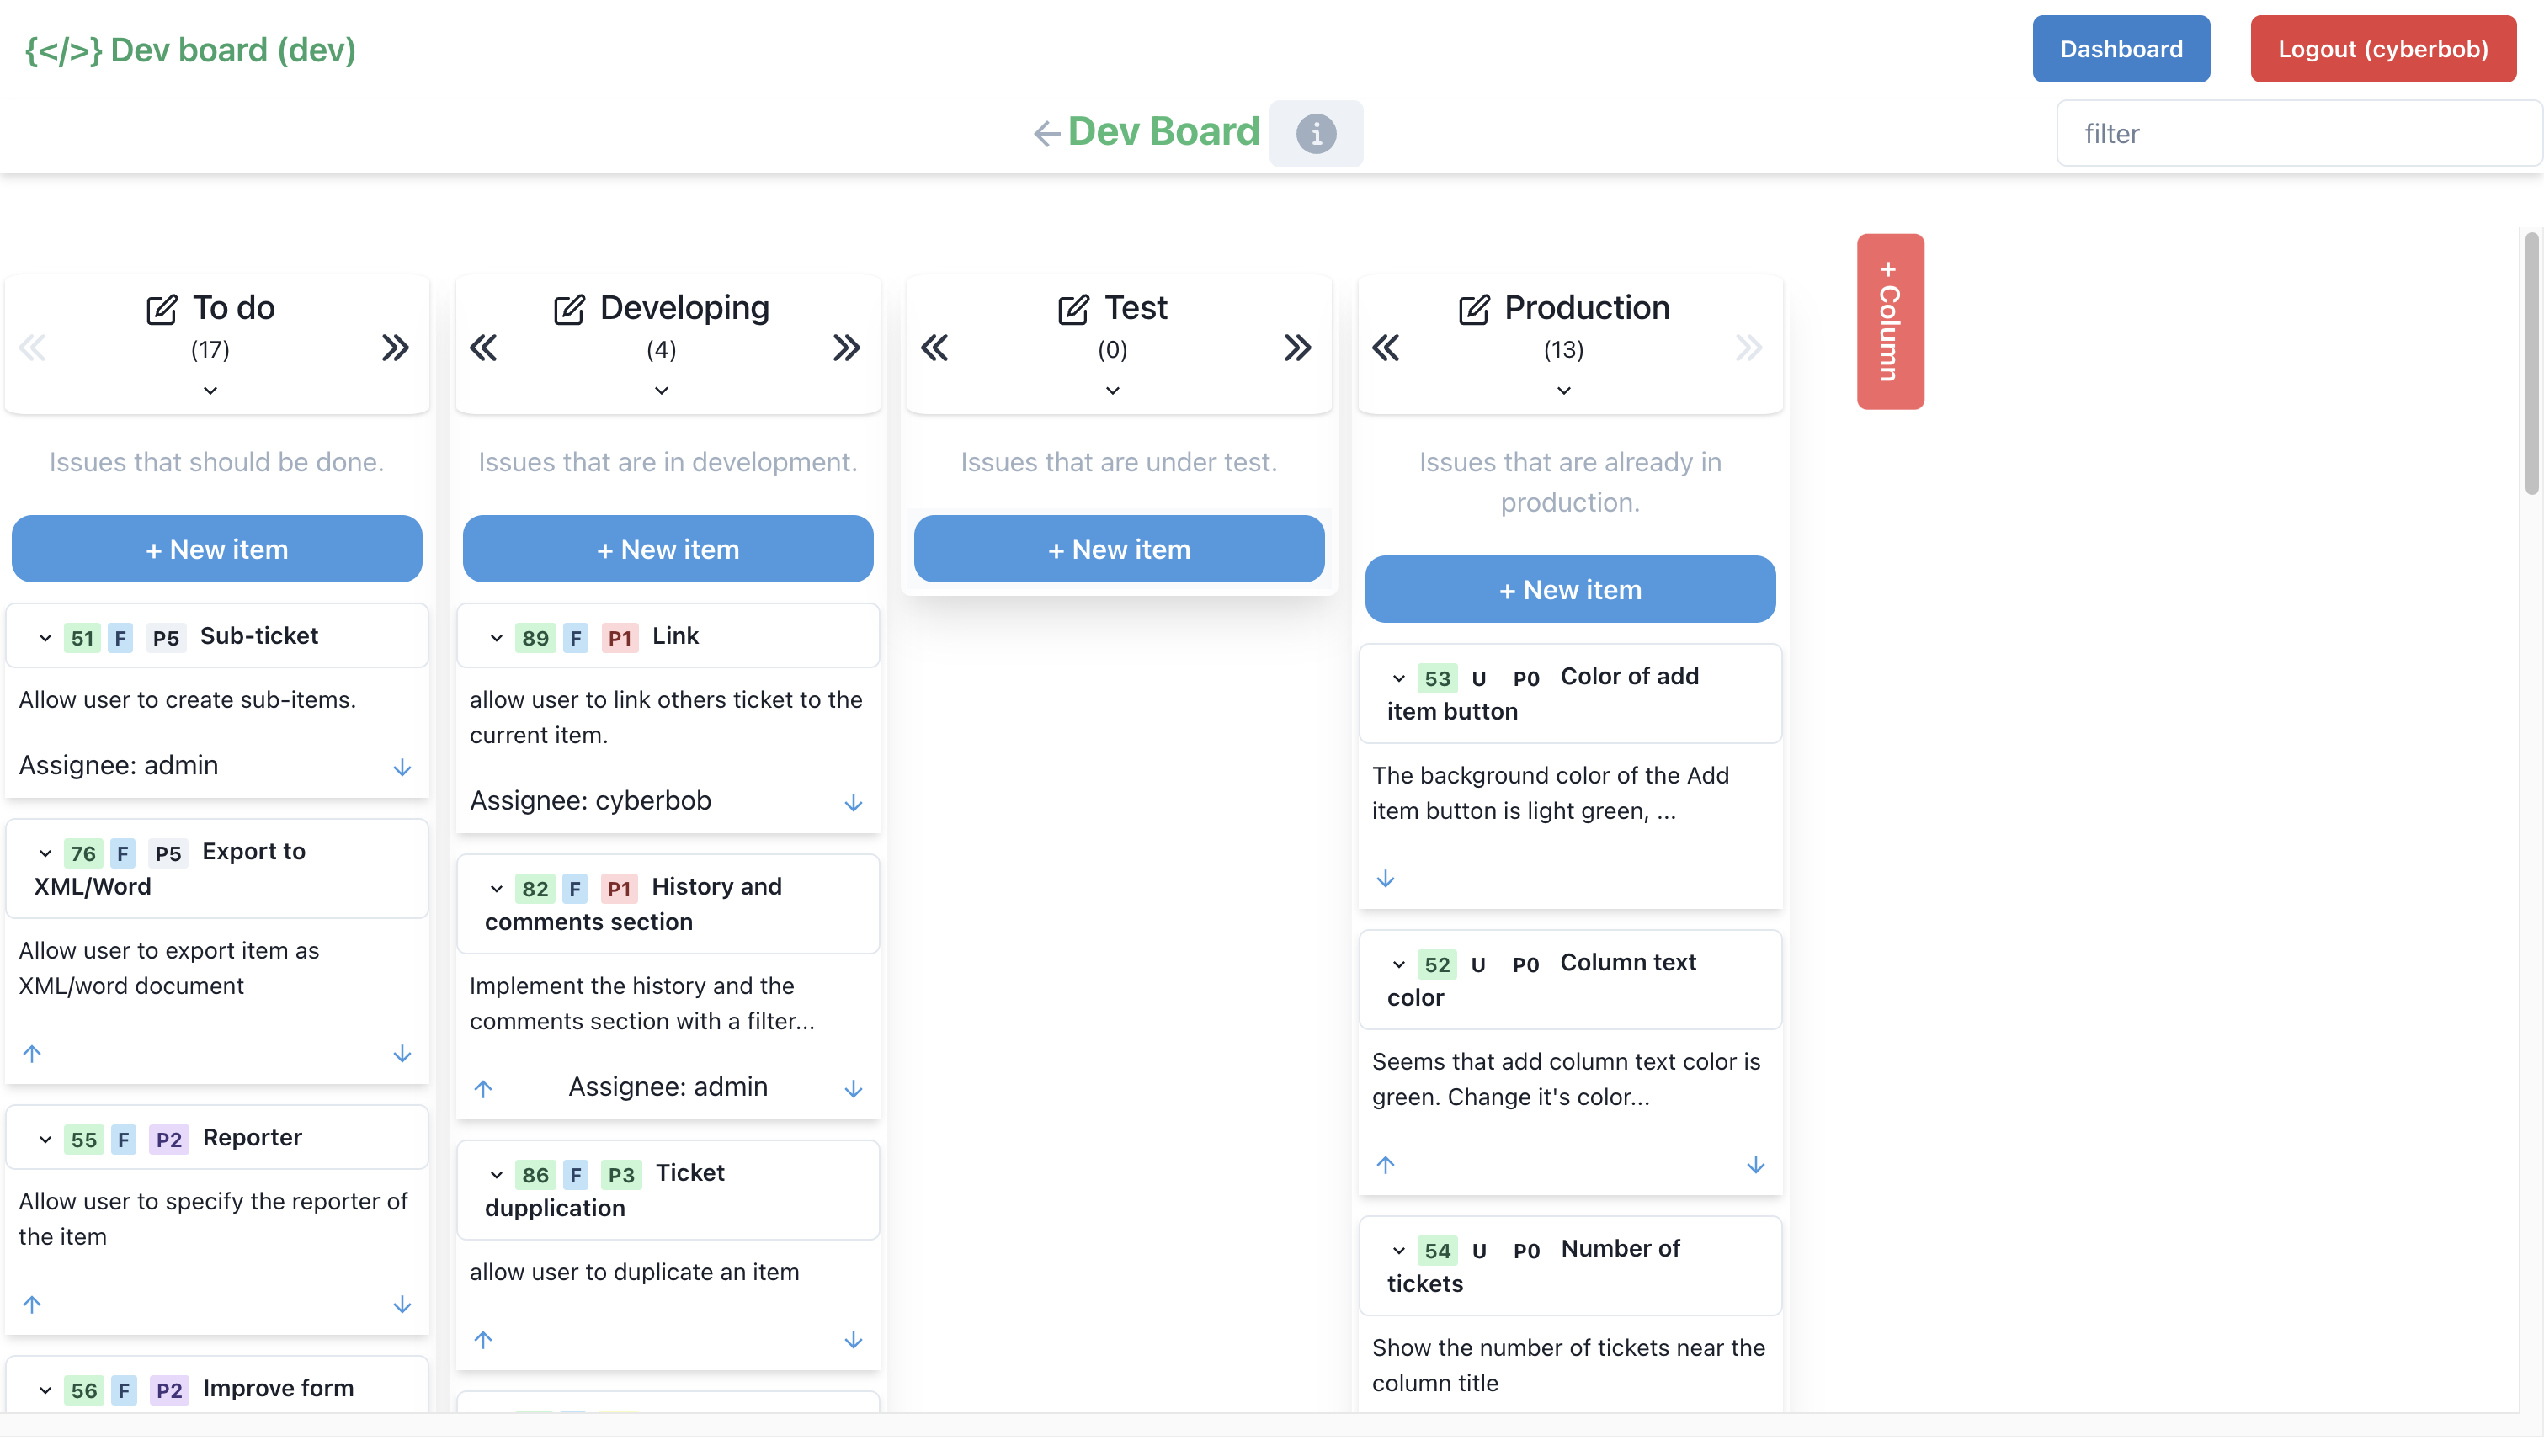 {</>} Dev board (dev)
Dashboard
Logout (cyberbob)
Dev Board
filter
To do
(17)
Issues that should be done.
+ New item
51 F P5 Sub-ticket
Allow user to create sub-items.
Assignee: admin
76 F P5 Export to
XML/Word
Allow user to export item as
XML/word document
55 F P2 Reporter
Allow user to specify the reporter of
the item
56 F P2 Improve form
Developing
(4)
Issues that are in development.
+ New item
89 F P1 Link
allow user to link others ticket to the
current item.
Assignee: cyberbob
82 F P1 History and
comments section
Implement the history and the
comments section with a filter...
Assignee: admin
86 F P3 Ticket
dupplication
allow user to duplicate an item
Test
(0)
Issues that are under test.
+ New item
Production
(13)
Issues that are already in
production.
+ New item
53 U P0 Color of add
item button
The background color of the Add
item button is light green, ...
52 U P0 Column text
color
Seems that add column text color is
green. Change it's color...
54 U P0 Number of
tickets
Show the number of tickets near the
column title
+ Column